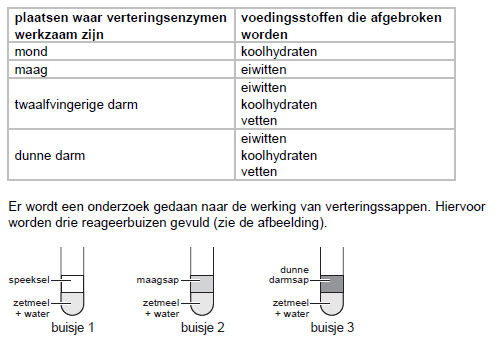 plaatsen waar verteringsenzymen voedingsstoffen die afgebroken
werkzaam zijn worden
mond koolhydraten
maag eiwitten
eiwitten
twaalfvingerige darm koolhydraten
vetten
eiwitten
dunne darm koolhydraten
vetten
Er wordt een onderzoek gedaan naar de werking van verteringssappen. Hiervoor
worden drie reageerbuizen gevuld (zie de afbeelding).
speeksel maagsap dunne
darmsap
zetmeel zetmeel zetmeel
+ water + water + water
buisje 1 buisje 2 buisje 3